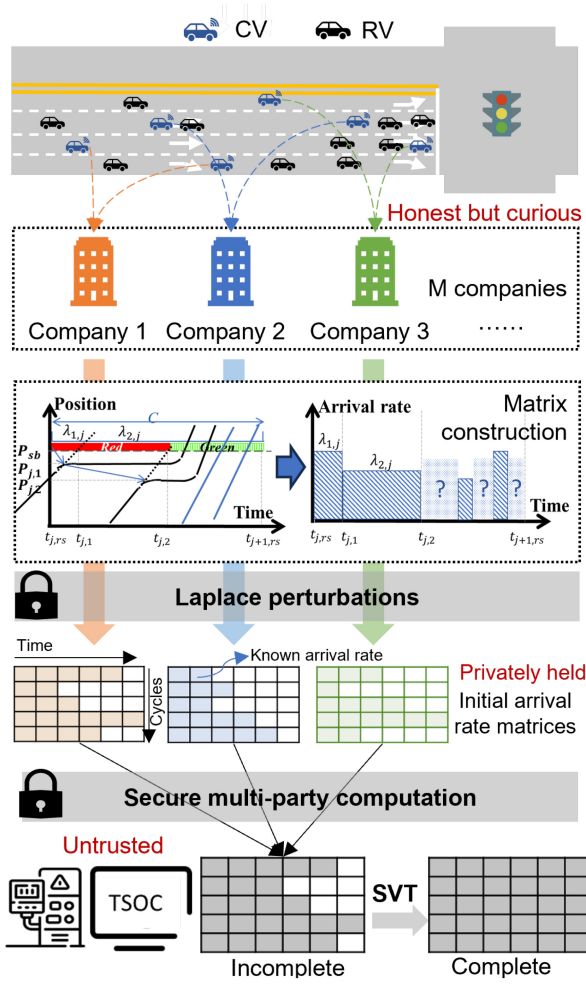 CV
RV
Honest but curious
M companies
Company 1
Company 2
Company 3
......
Position
C
λ1,j
λ2,j
Red
Green
Psb
Pj,1
Pj,2
Time
tj,rs
tj,1
tj,2
tj+1,rs
Arrival rate
Matrix
construction
λ1,j
λ2,j
?
?
?
Time
tj,rs
tj,1
tj,2
tj+1,rs
Laplace perturbations
Time
Known arrival rate
Cycles
Privately held
Initial arrival
rate matrices
Secure multi-party computation
Untrusted
TSOC
SVT
Incomplete
Complete